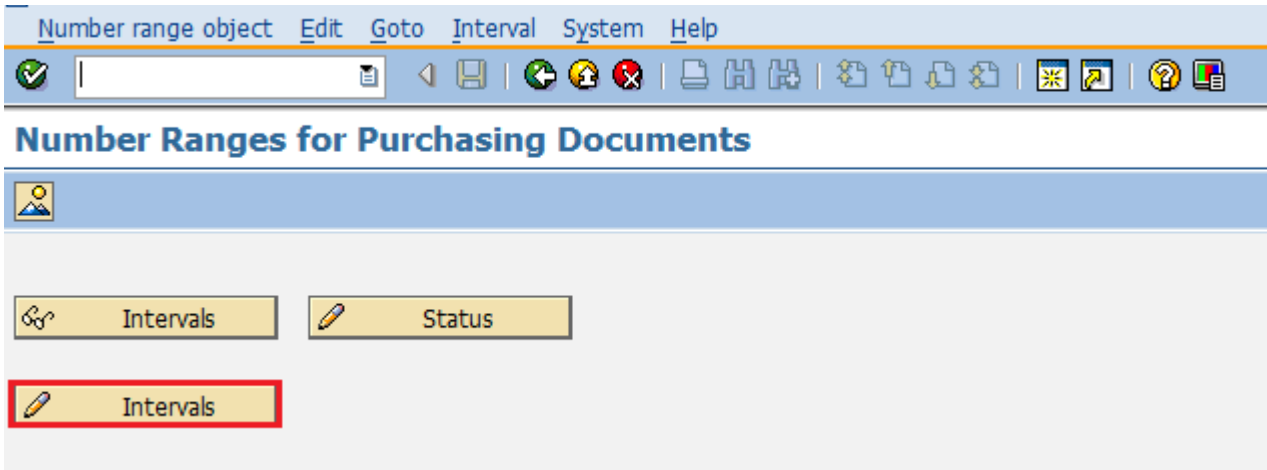 Number range object Edit Goto Interval System Help
Number Ranges for Purchasing Documents
Intervals Status
Intervals